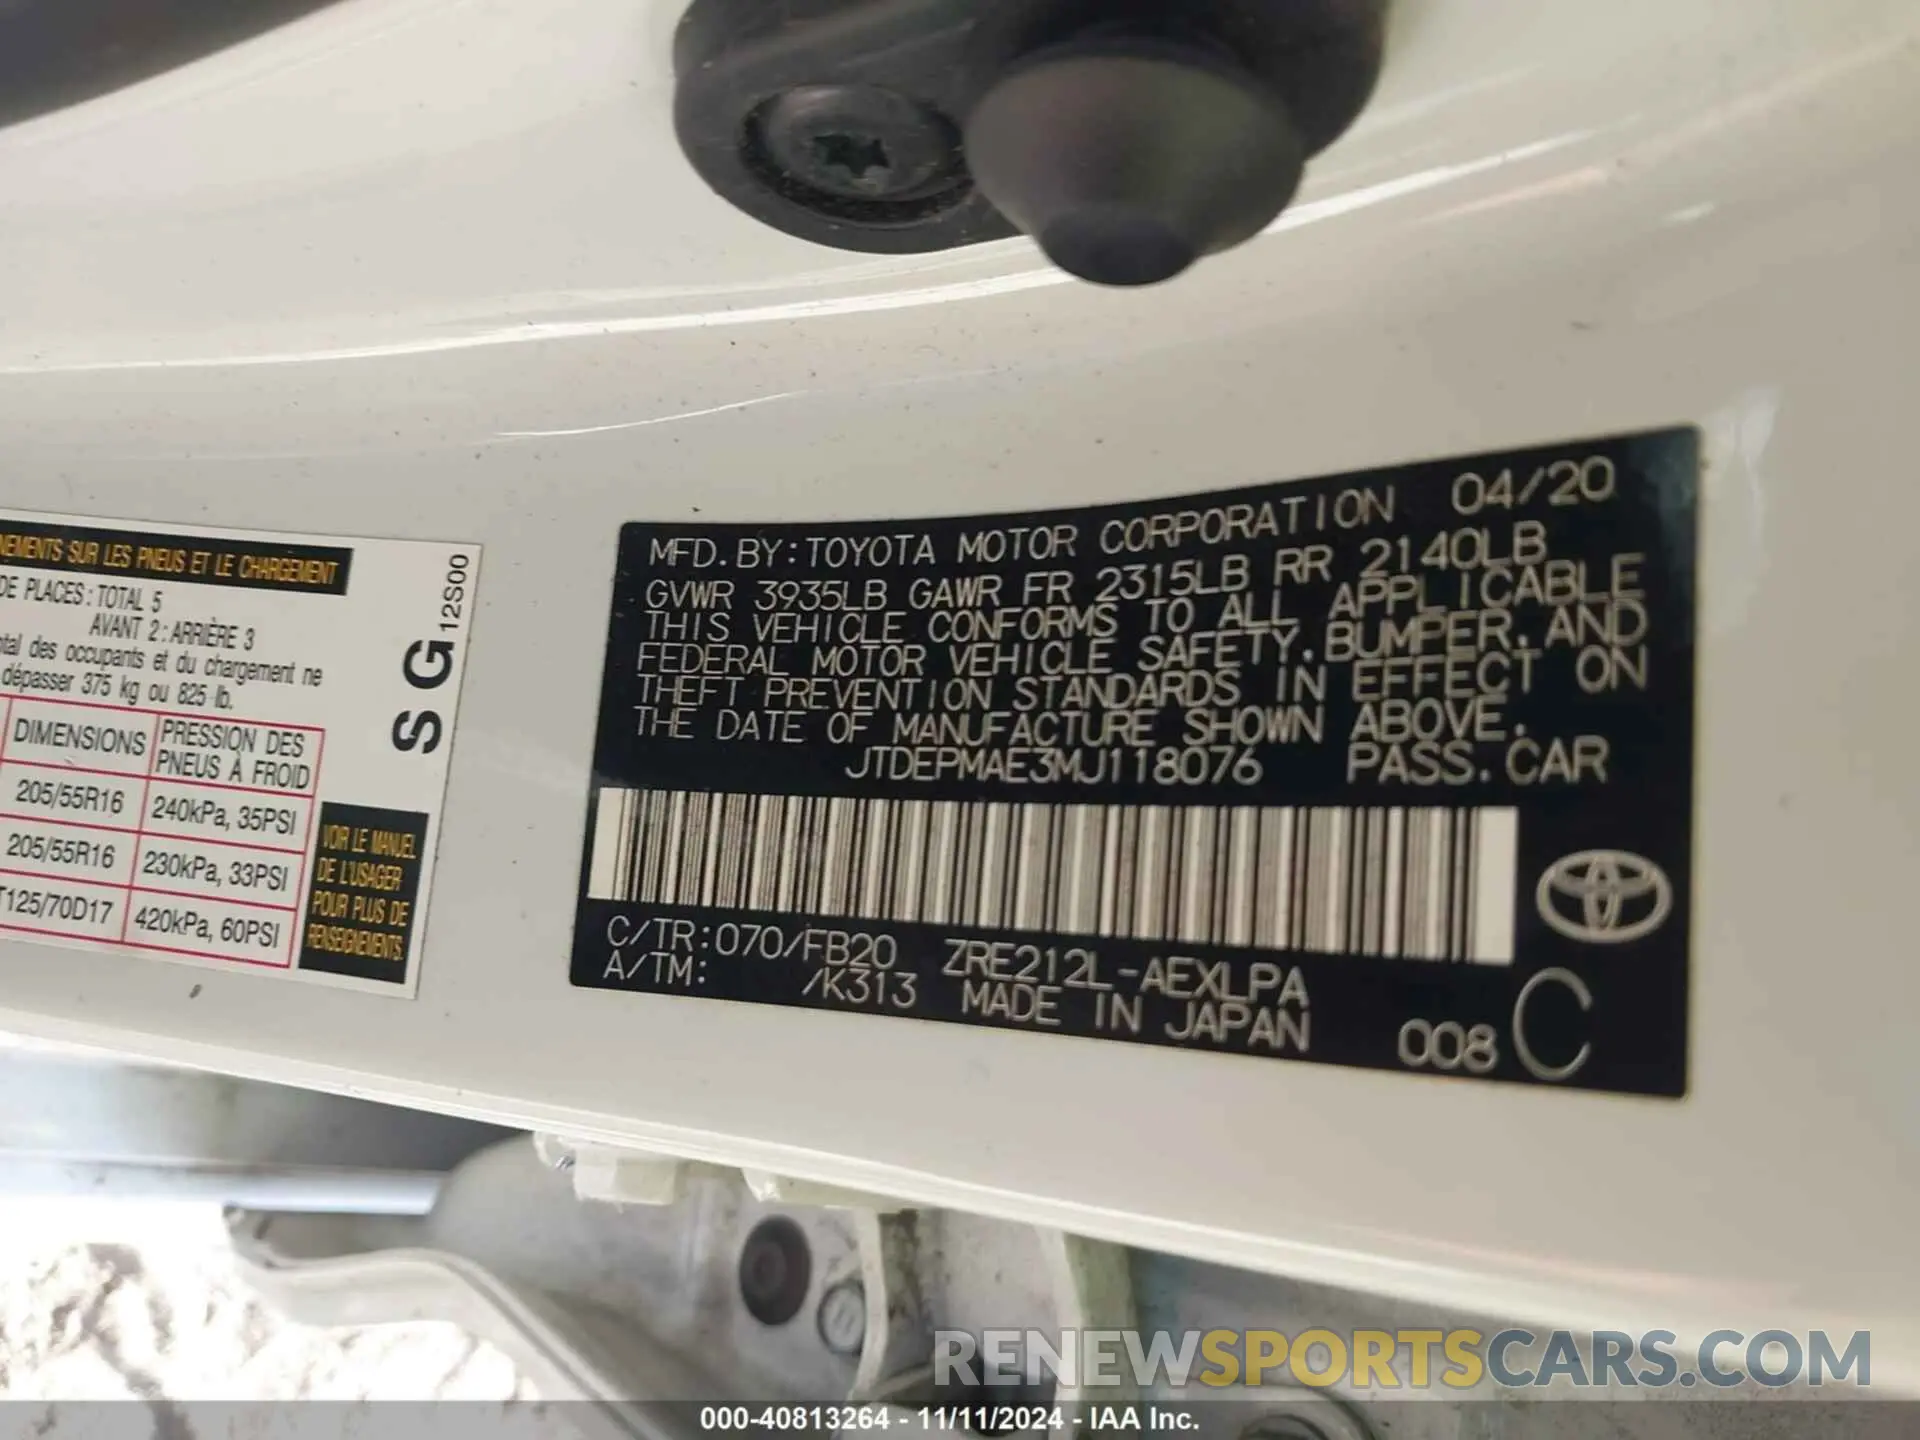 NEMENTS SUR LES PNEUS ET LE CHARGEMENT
DE PLACES : TOTAL 5
AVANT 2 : ARRIÈRE 3
des occupants et du chargement ne
dépasser 375 kg ou 825 lb.
DIMENSIONS PRESSION DES PNEUS À FROID
205/55R16 240kPa, 35PSI
205/55R16 230kPa, 33PSI
T125/70D17 420kPa, 60PSI
S G 12S00
VOIR LE MANUEL
DE L'USAGER
POUR PLUS DE
RENSEIGNEMENTS.
MFD.BY:TOYOTA MOTOR CORPORATION 04/20
GVWR 3935LB GAWR FR 2315LB RR 2140LB
THIS VEHICLE CONFORMS TO ALL APPLICABLE
FEDERAL MOTOR VEHICLE SAFETY, BUMPER, AND
THEFT PREVENTION STANDARDS IN EFFECT ON
THE DATE OF MANUFACTURE SHOWN ABOVE.
JTDEPMAE3MJ118076 PASS.CAR
C/TR:070/FB20 ZRE212L-AEXLPA
A/TM: /K313 MADE IN JAPAN
008 C
RENEWSPORTSCARS.COM
000-40813264 - 11/11/2024 - IAA Inc.